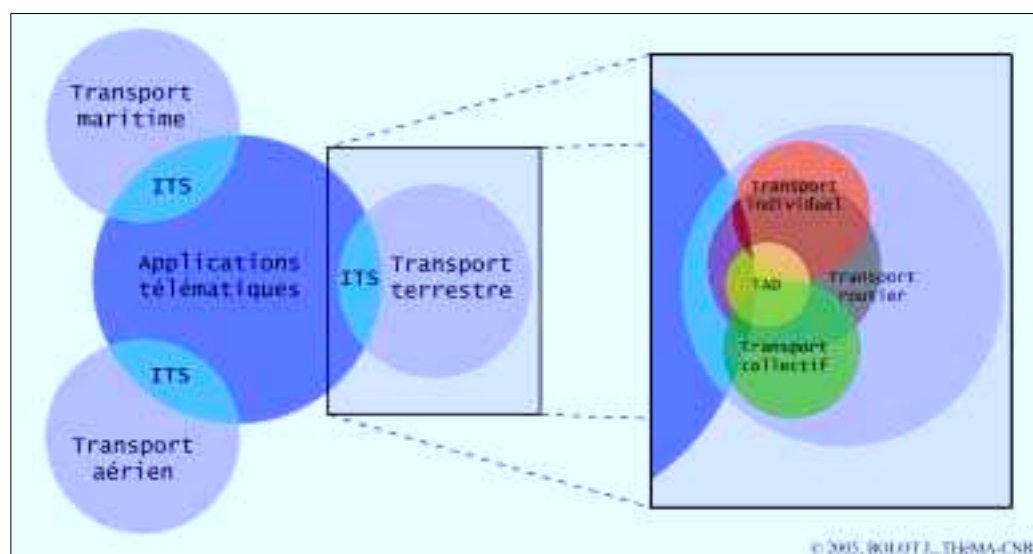 Transport
maritime
ITS
Applications
télématiques
ITS
Transport
terrestre
ITS
Transport
aérien
Transport
individuel
TAD
Transport
routier
Transport
collectif
© 2005, BOLOT J., THéMA-CNRS